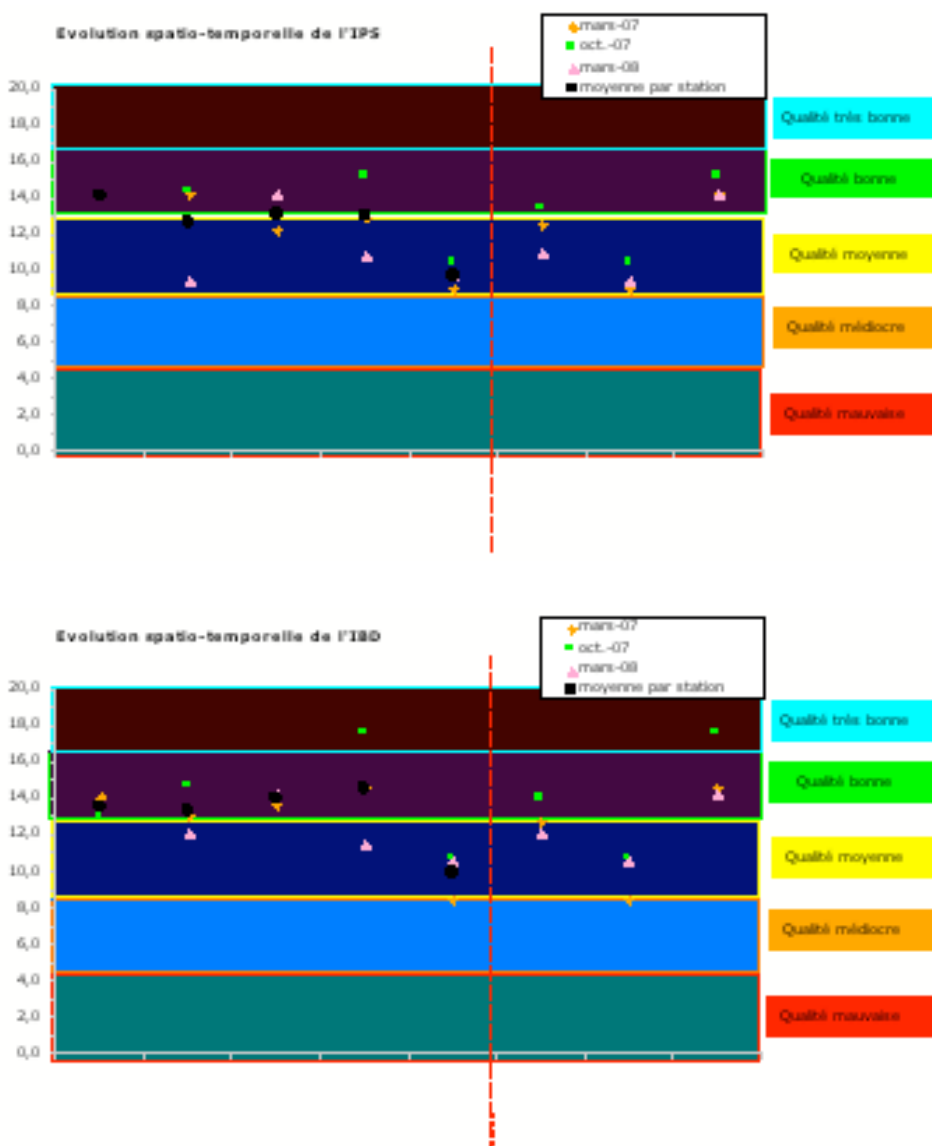 Evolution spatio-temporelle de l'IPS
mars-07
oct.-07
mars-08
moyenne par station
20,0
18,0
16,0
14,0
12,0
10,0
8,0
6,0
4,0
2,0
0,0
Qualité très bonne
Qualité bonne
Qualité moyenne
Qualité médiocre
Qualité mauvaise
Evolution spatio-temporelle de l'IBD
mars-07
oct.-07
mars-08
moyenne par station
20,0
18,0
16,0
14,0
12,0
10,0
8,0
6,0
4,0
2,0
0,0
Qualité très bonne
Qualité bonne
Qualité moyenne
Qualité médiocre
Qualité mauvaise